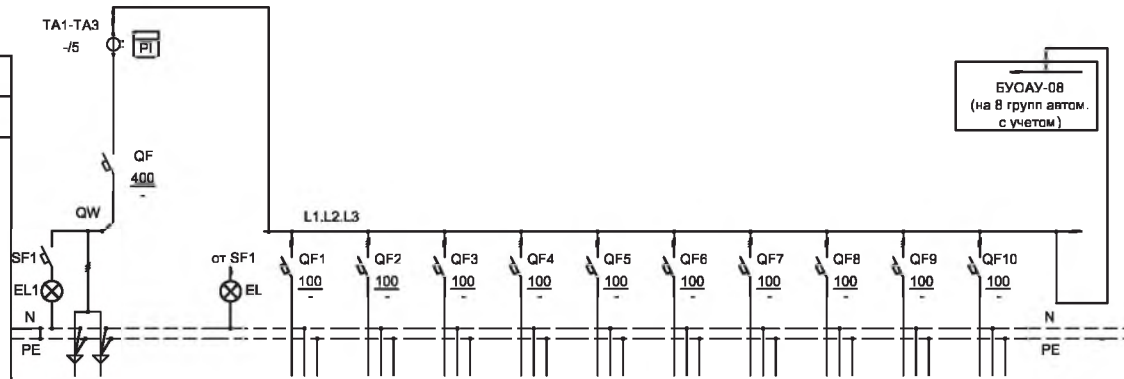 TA1-TA3
-/5
PI
БУОАУ-08
(на 8 групп автом.
с учетом)
QF
400
-
QW
L1.L2.L3
SF1
от SF1
EL1
EL
QF1
100
-
QF2
100
-
QF3
100
-
QF4
100
-
QF5
100
-
QF6
100
-
QF7
100
-
QF8
100
-
QF9
100
-
QF10
100
-
N
N
PE
PE